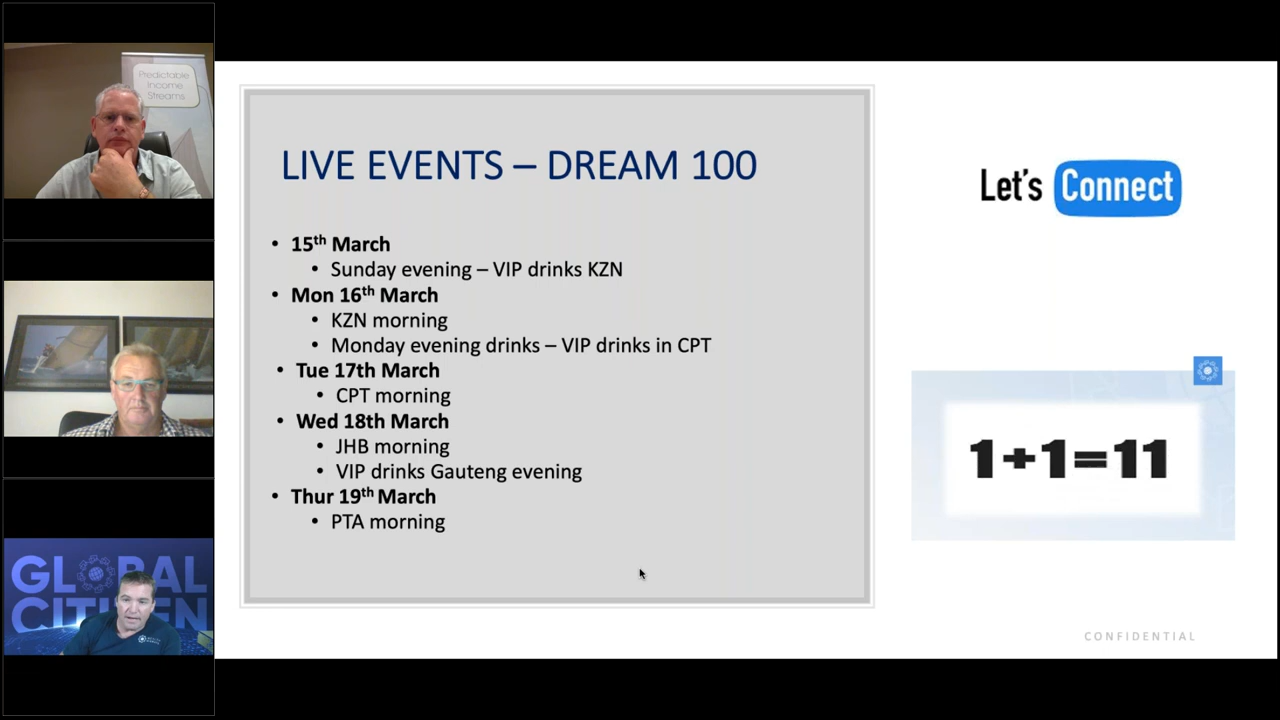 Predictable
Income
Streams
GLOBAL
CITIZEN
LIVE EVENTS – DREAM 100
• 15th March
• Sunday evening – VIP drinks KZN
• Mon 16th March
• KZN morning
• Monday evening drinks – VIP drinks in CPT
• Tue 17th March
• CPT morning
• Wed 18th March
• JHB morning
• VIP drinks Gauteng evening
• Thur 19th March
• PTA morning
Let's Connect
1+1=11
CONFIDENTIAL